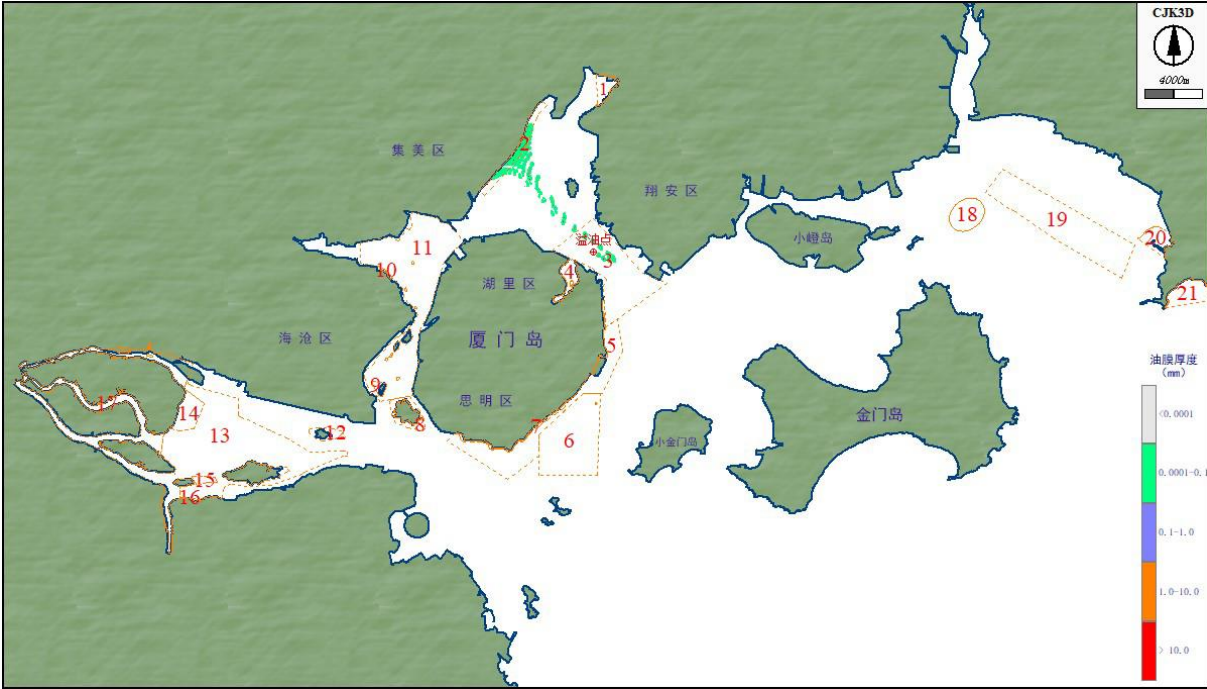 CJK3D
4000m
1
2
集美区
翔安区
18
19
20
21
11
10
溢油点
3
4
小嶝岛
湖里区
海沧区
厦门岛
5
油膜厚度
(mm)
<0.0001
0.0001-0.1
0.1-1.0
1.0-10.0
> 10.0
9
思明区
8
7
6
小金门岛
金门岛
17
14
13
12
15
16